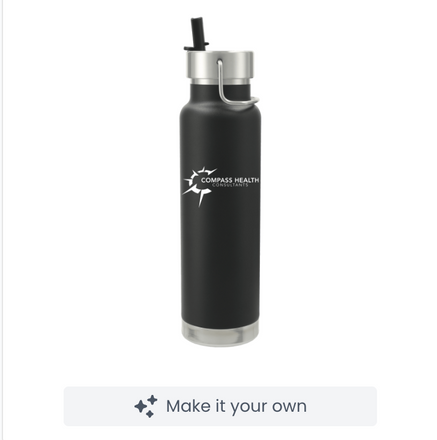 COMPASS HEALTH
CONSULTANTS
Make it your own